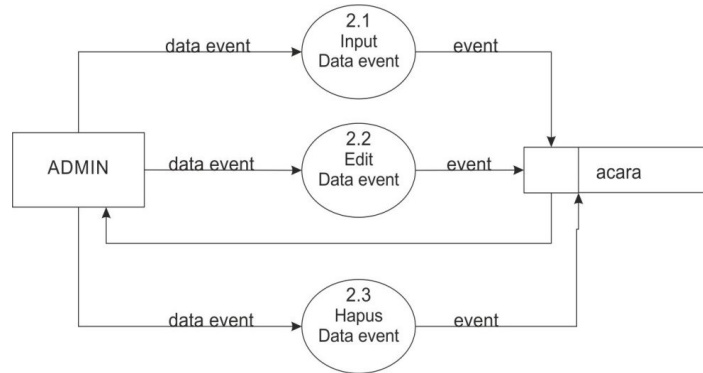 2.1
Input
Data event
data event
event
ADMIN
data event
2.2
Edit
Data event
event
acara
data event
2.3
Hapus
Data event
event